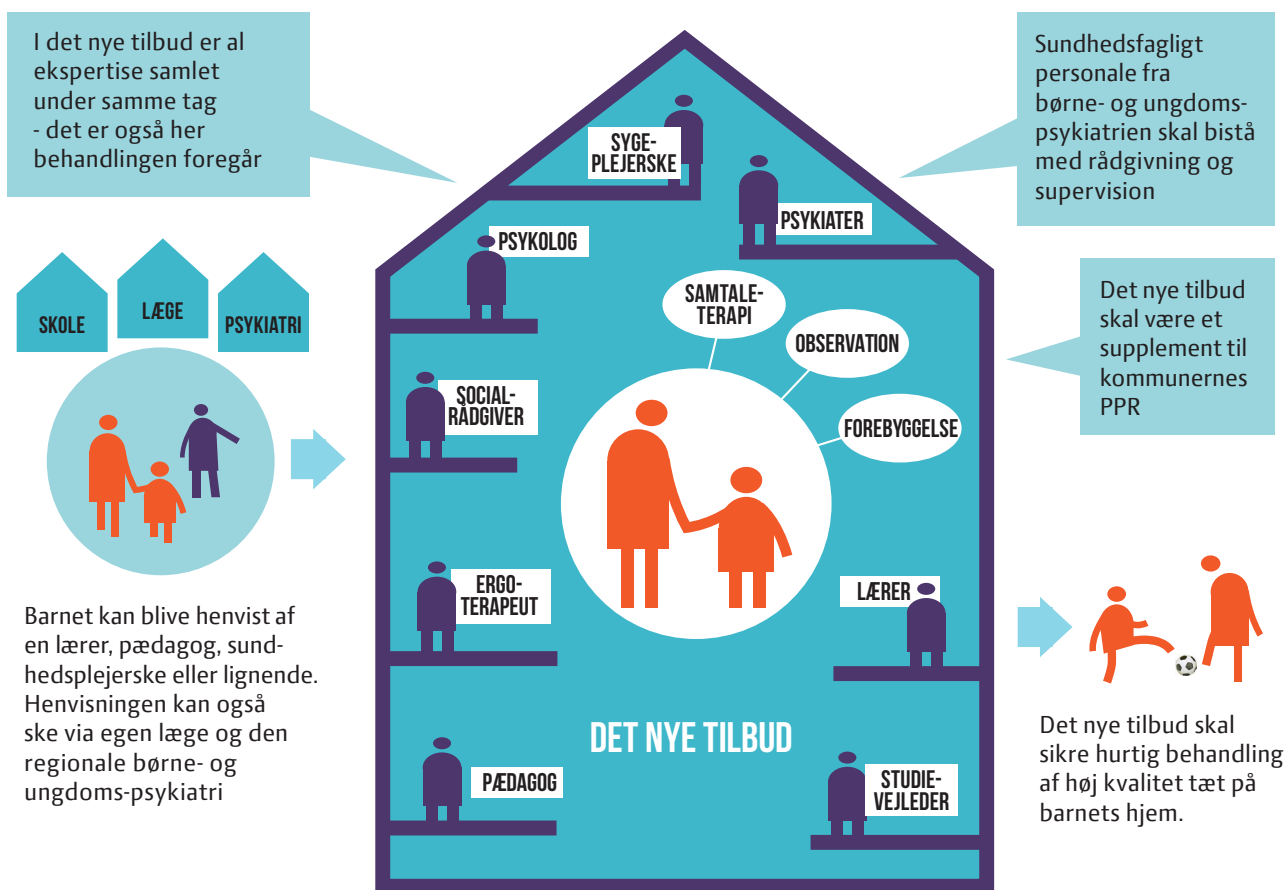 I det nye tilbud er al
ekspertise samlet
under samme tag
- det er også her
behandlingen foregår
Sundhedsfagligt
personale fra
børne- og ungdoms-
psykiatrien skal bistå
med rådgivning og
supervision
SYGE-
PLEJERSKE
PSYKIATER
PSYKOLOG
SKOLE
LÆGE
PSYKIATRI
SAMTALE-
TERAPI
OBSERVATION
FOREBYGGELSE
Det nye tilbud
skal være et
supplement til
kommunernes
PPR
SOCIAL-
RÅDGIVER
ERGO-
TERAPEUT
LÆRER
Barnet kan blive henvist af
en lærer, pædagog, sund-
hedsplejerske eller lignende.
Henvisningen kan også
ske via egen læge og den
regionale børne- og
ungdoms-psykiatri
DET NYE TILBUD
PÆDAGOG
STUDIE-
VEJLEDER
Det nye tilbud skal
sikre hurtig behandling
af høj kvalitet tæt på
barnets hjem.